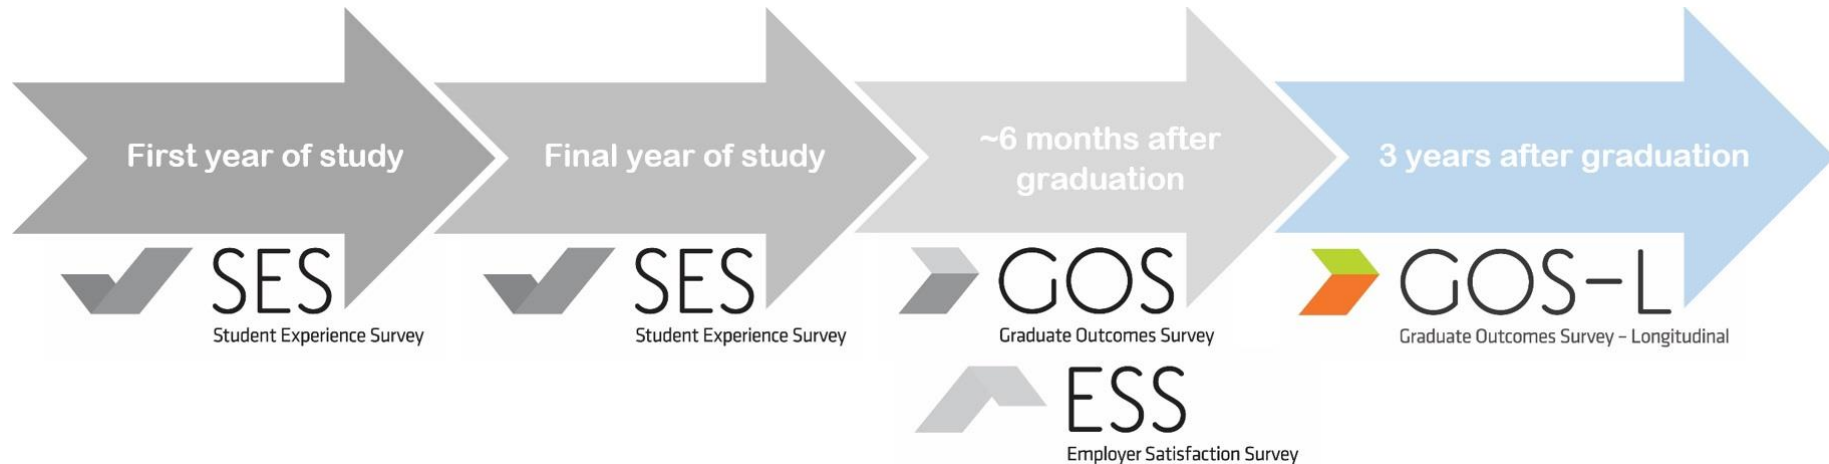 First year of study
Final year of study
~6 months after
graduation
3 years after graduation
SES
Student Experience Survey
SES
Student Experience Survey
GOS
Graduate Outcomes Survey
GOS-L
Graduate Outcomes Survey – Longitudinal
ESS
Employer Satisfaction Survey